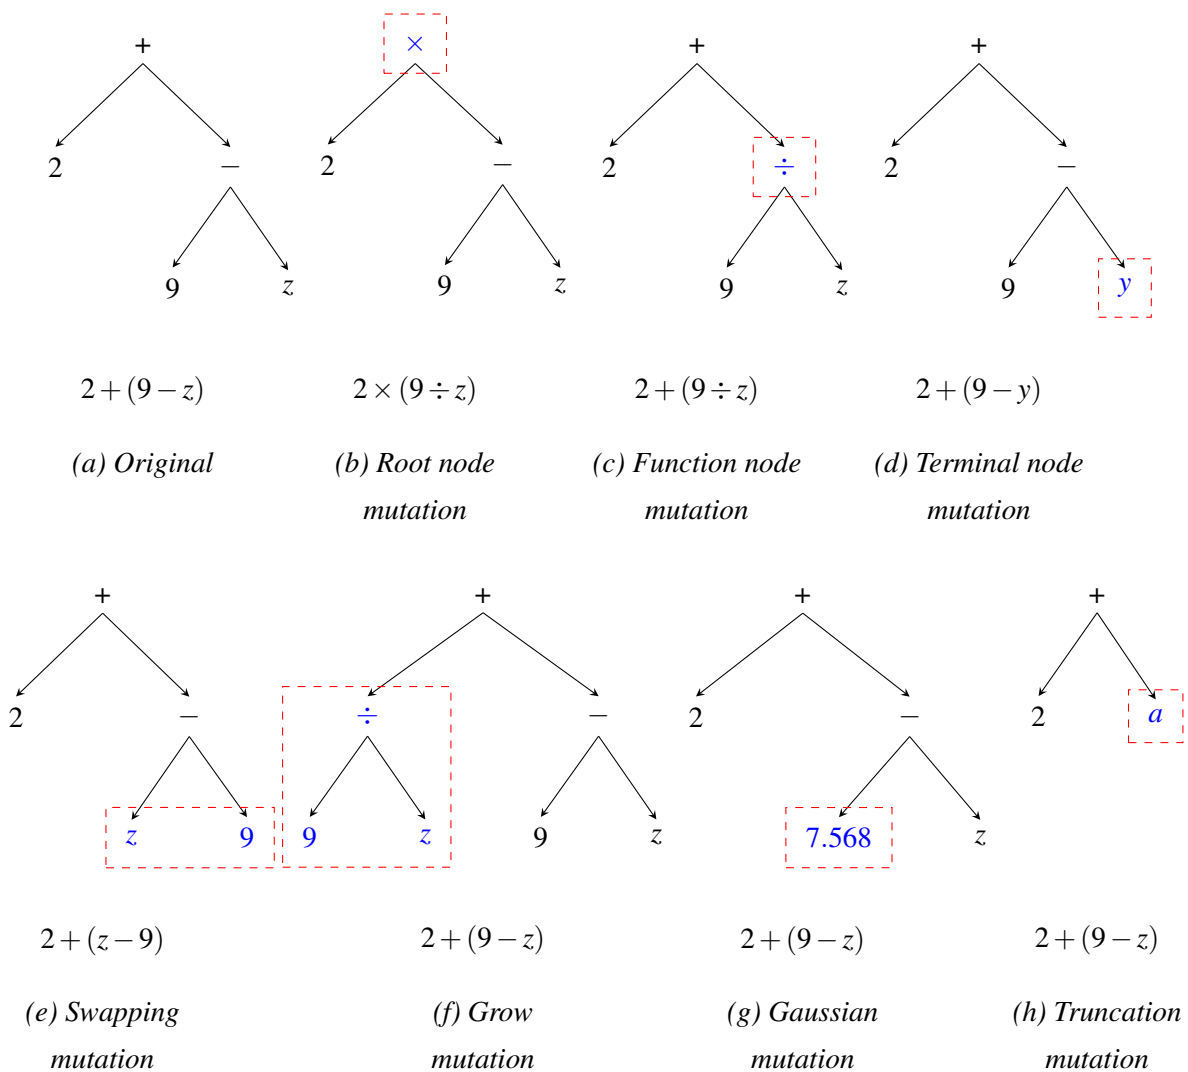 + × + +
2 − 2 − 2 ÷ 2 −
9 z 9 z 9 z 9 y
2 + (9 − z) 2 × (9 ÷ z) 2 + (9 ÷ z) 2 + (9 − y)
(a) Original (b) Root node (c) Function node (d) Terminal node
mutation mutation mutation
+ + + +
2 − ÷ − 2 − 2 a
z 9 9 z 9 z 7.568 z
2 + (z − 9) 2 + (9 − z) 2 + (9 − z) 2 + (9 − z)
(e) Swapping (f) Grow (g) Gaussian (h) Truncation
mutation mutation mutation mutation